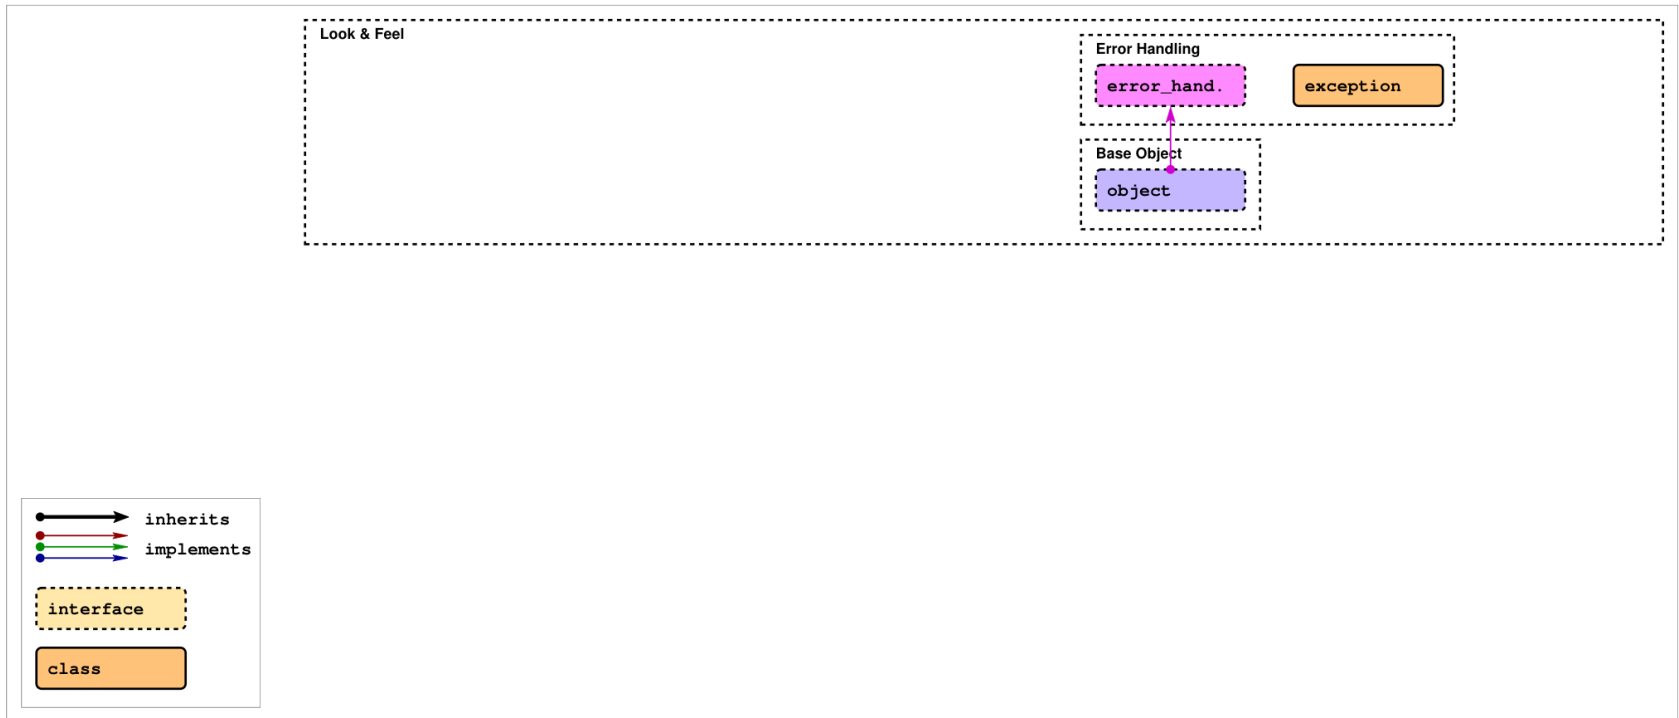 Look & Feel
Error Handling
error_hand.
exception
Base Object
object
inherits
implements
interface
class